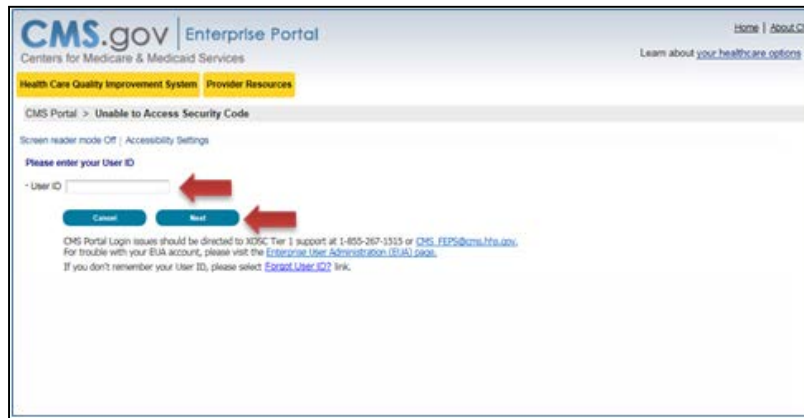 CMS.gov Enterprise Portal
Home | About C
Centers for Medicare & Medicaid Services
Learn about your healthcare options
Health Care Quality Improvement System Provider Resources
CMS Portal > Unable to Access Security Code
Screen reader mode Off | Accessibility Settings
Please enter your User ID
* User ID
Cancel Next
CMS Portal Login issues should be directed to XOSC Tier 1 support at 1-855-267-1515 or CMS_FEPS@cms.hhs.gov.
For trouble with your EUA account, please visit the Enterprise User Administration (EUA) page.
If you don't remember your User ID, please select Forgot User ID? link.